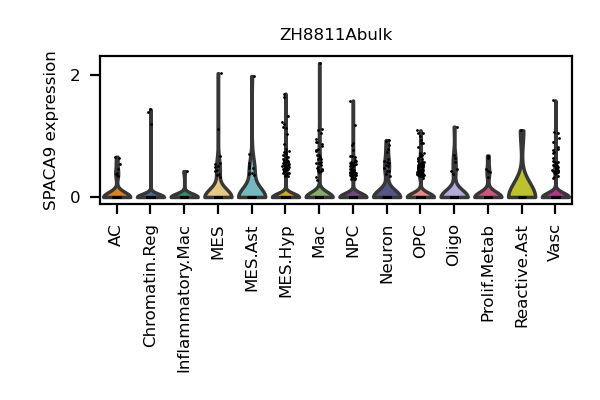 ZH8811Abulk
SPACA9 expression
2
0
AC
Chromatin.Reg
Inflammatory.Mac
MES
MES.Ast
MES.Hyp
Mac
NPC
Neuron
OPC
Oligo
Prolif.Metab
Reactive.Ast
Vasc